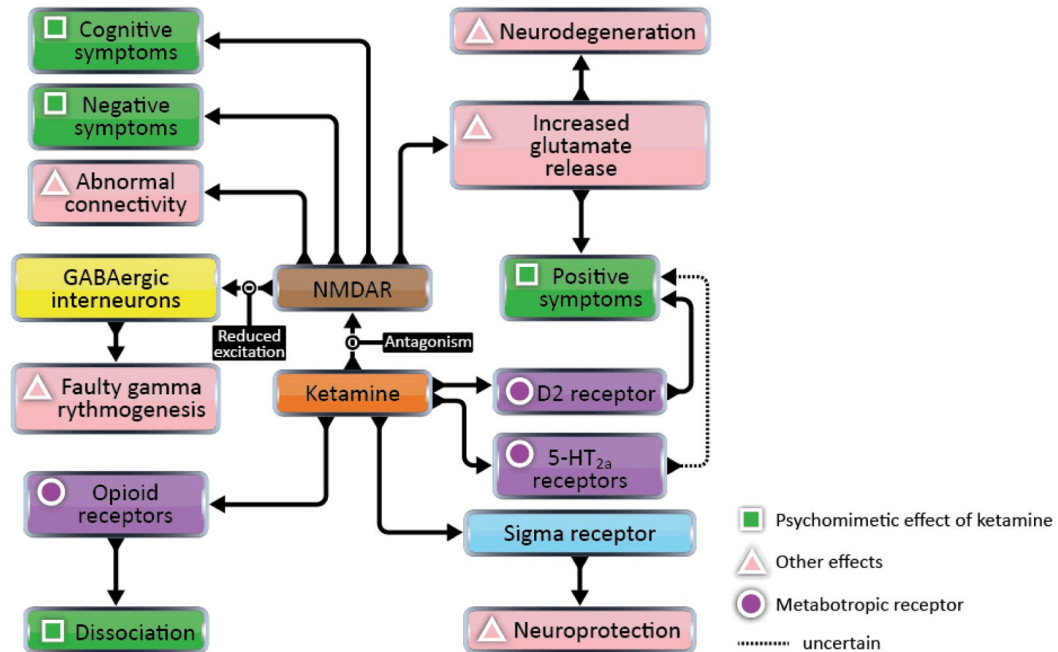 Cognitive
symptoms
Neurodegeneration
Negative
symptoms
Increased
glutamate
release
Abnormal
connectivity
GABAergic
interneurons
NMDAR
Positive
symptoms
Reduced
excitation
Antagonism
Faulty gamma
rythmogenesis
Ketamine
D2 receptor
5-HT2a
receptors
Opioid
receptors
Sigma receptor
Dissociation
Neuroprotection
Psychomimetic effect of ketamine
Other effects
Metabotropic receptor
uncertain